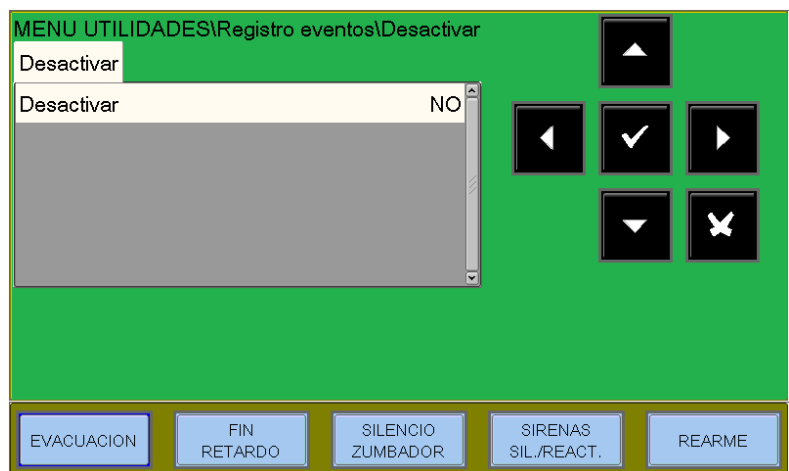 MENU UTILIDADES\Registro eventos\Desactivar
Desactivar
Desactivar NO
EVACUACION
FIN
RETARDO
SILENCIO
ZUMBADOR
SIRENAS
SIL./REACT.
REARME